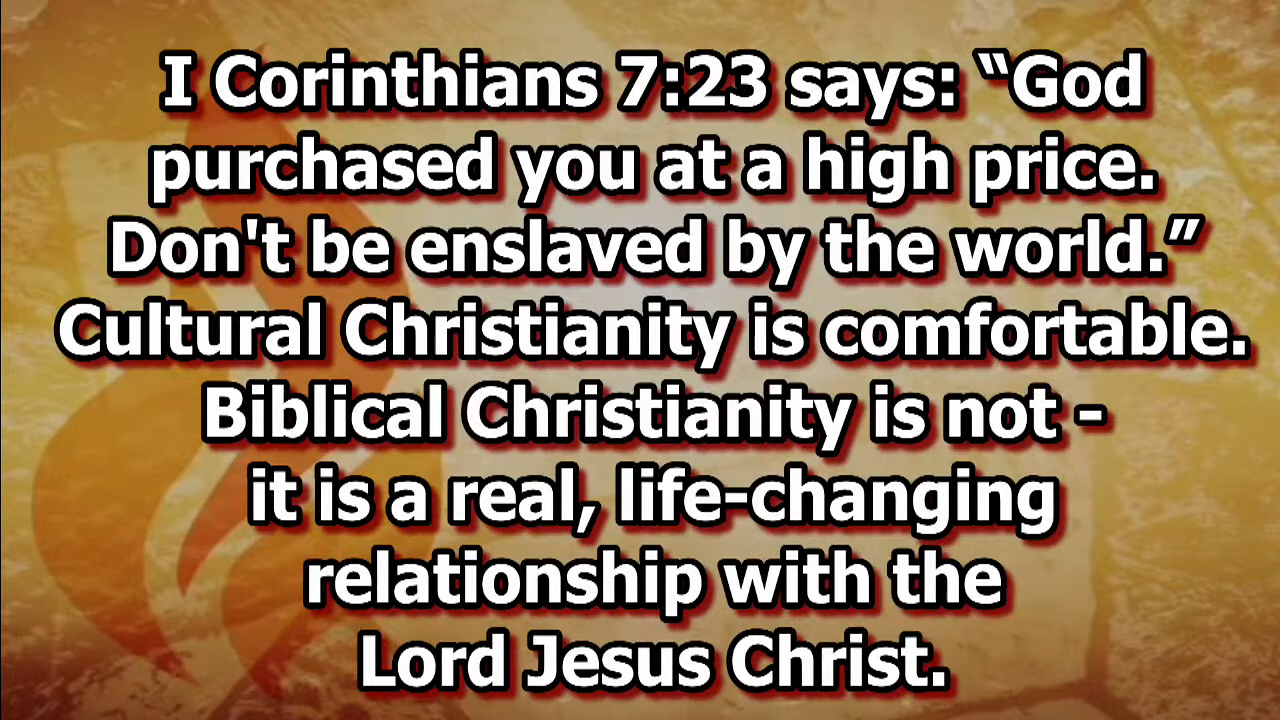 I Corinthians 7:23 says: “God
purchased you at a high price.
Don't be enslaved by the world.”
Cultural Christianity is comfortable.
Biblical Christianity is not -
it is a real, life-changing
relationship with the
Lord Jesus Christ.